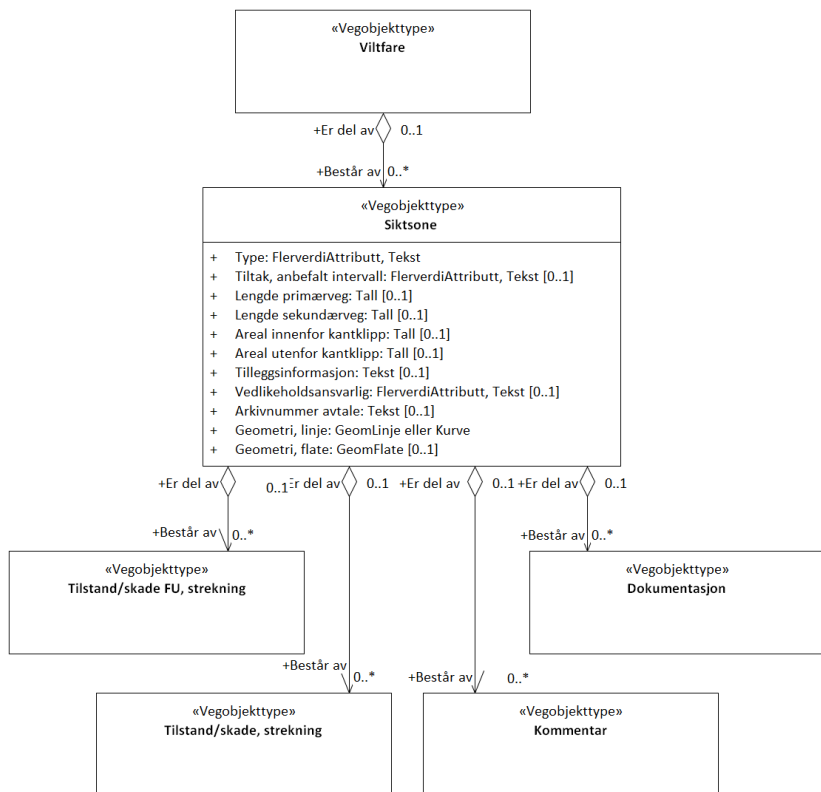 «Vegobjekttype»
Viltfare
+Er del av 0..1
+Består av 0..*
«Vegobjekttype»
Siktsone
+ Type: FlerverdiAttributt, Tekst
+ Tiltak, anbefalt intervall: FlerverdiAttributt, Tekst [0..1]
+ Lengde primærveg: Tall [0..1]
+ Lengde sekundærveg: Tall [0..1]
+ Areal innenfor kantklipp: Tall [0..1]
+ Areal utenfor kantklipp: Tall [0..1]
+ Tilleggsinformasjon: Tekst [0..1]
+ Vedlikeholdsansvarlig: FlerverdiAttributt, Tekst [0..1]
+ Arkivnummer avtale: Tekst [0..1]
+ Geometri, linje: GeomLinje eller Kurve
+ Geometri, flate: GeomFlate [0..1]
+Er del av 0..1 Er del av 0..1 +Er del av 0..1 +Er del av 0..1
+Består av 0..* +Består av 0..*
«Vegobjekttype»
Tilstand/skade FU, strekning
«Vegobjekttype»
Dokumentasjon
+Består av 0..* +Består av 0..*
«Vegobjekttype»
Tilstand/skade, strekning
«Vegobjekttype»
Kommentar